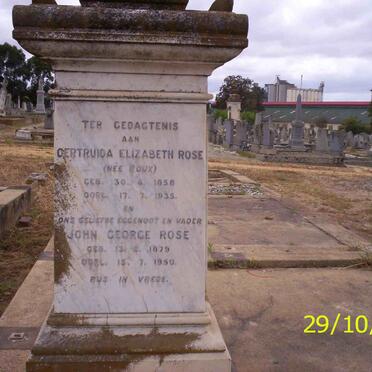 TER GEDAGTENIS
AAN
GERTRUIDA ELIZABETH ROSE
(NEE ROUX)
GEB. 30. 4. 1858
OORL. 17. 7. 1935.
EN
ONS GELIEFDE EGGENOOT EN VADER
JOHN GEORGE ROSE
GEB. 13. 2. 1879
OORL. 15. 7. 1950.
RUS IN VREDE.
29/10/